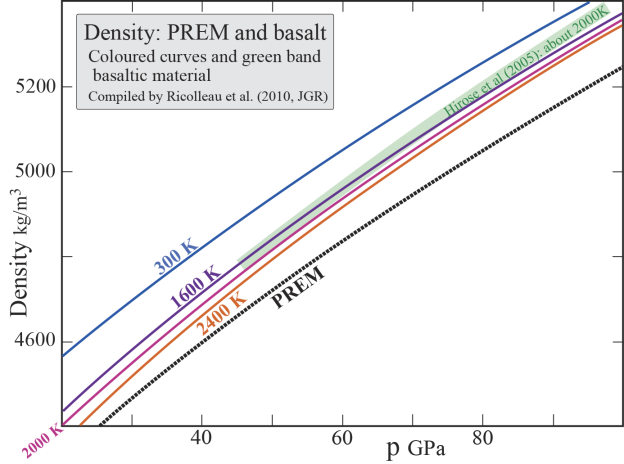 Density: PREM and basalt
Coloured curves and green band
basaltic material
Compiled by Ricolleau et al. (2010, JGR)
Hirose et al (2005): about 2000K
5200
5000
Density kg/m³
4600
300 K
1600 K
2400 K
PREM
2000 K
40
60
80
p GPa